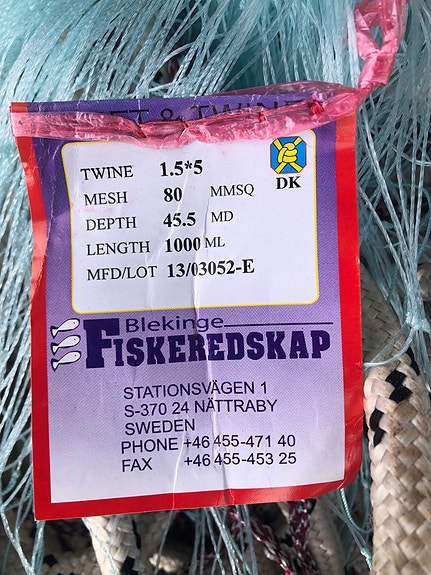 & TWINE
TWINE 1.5*5
MESH 80 MMSQ
DEPTH 45.5 MD
LENGTH 1000 ML
MFD/LOT 13/03052-E
DK
Blekinge
FISKEREDSKAP
STATIONSVÄGEN 1
S-370 24 NÄTTRABY
SWEDEN
PHONE +46 455-471 40
FAX +46 455-453 25